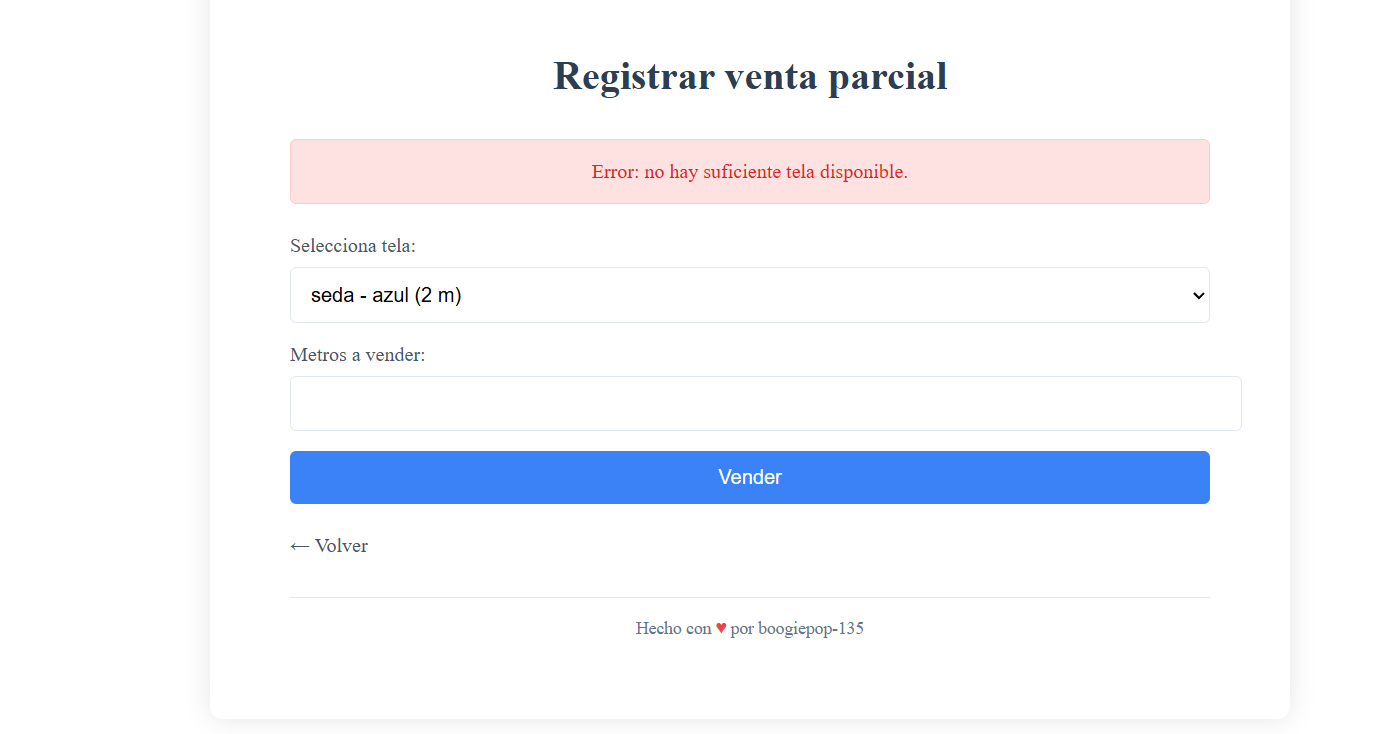 Registrar venta parcial
Error: no hay suficiente tela disponible.
Selecciona tela:
seda - azul (2 m)
Metros a vender:
Vender
← Volver
Hecho con ♥ por boogiepop-135